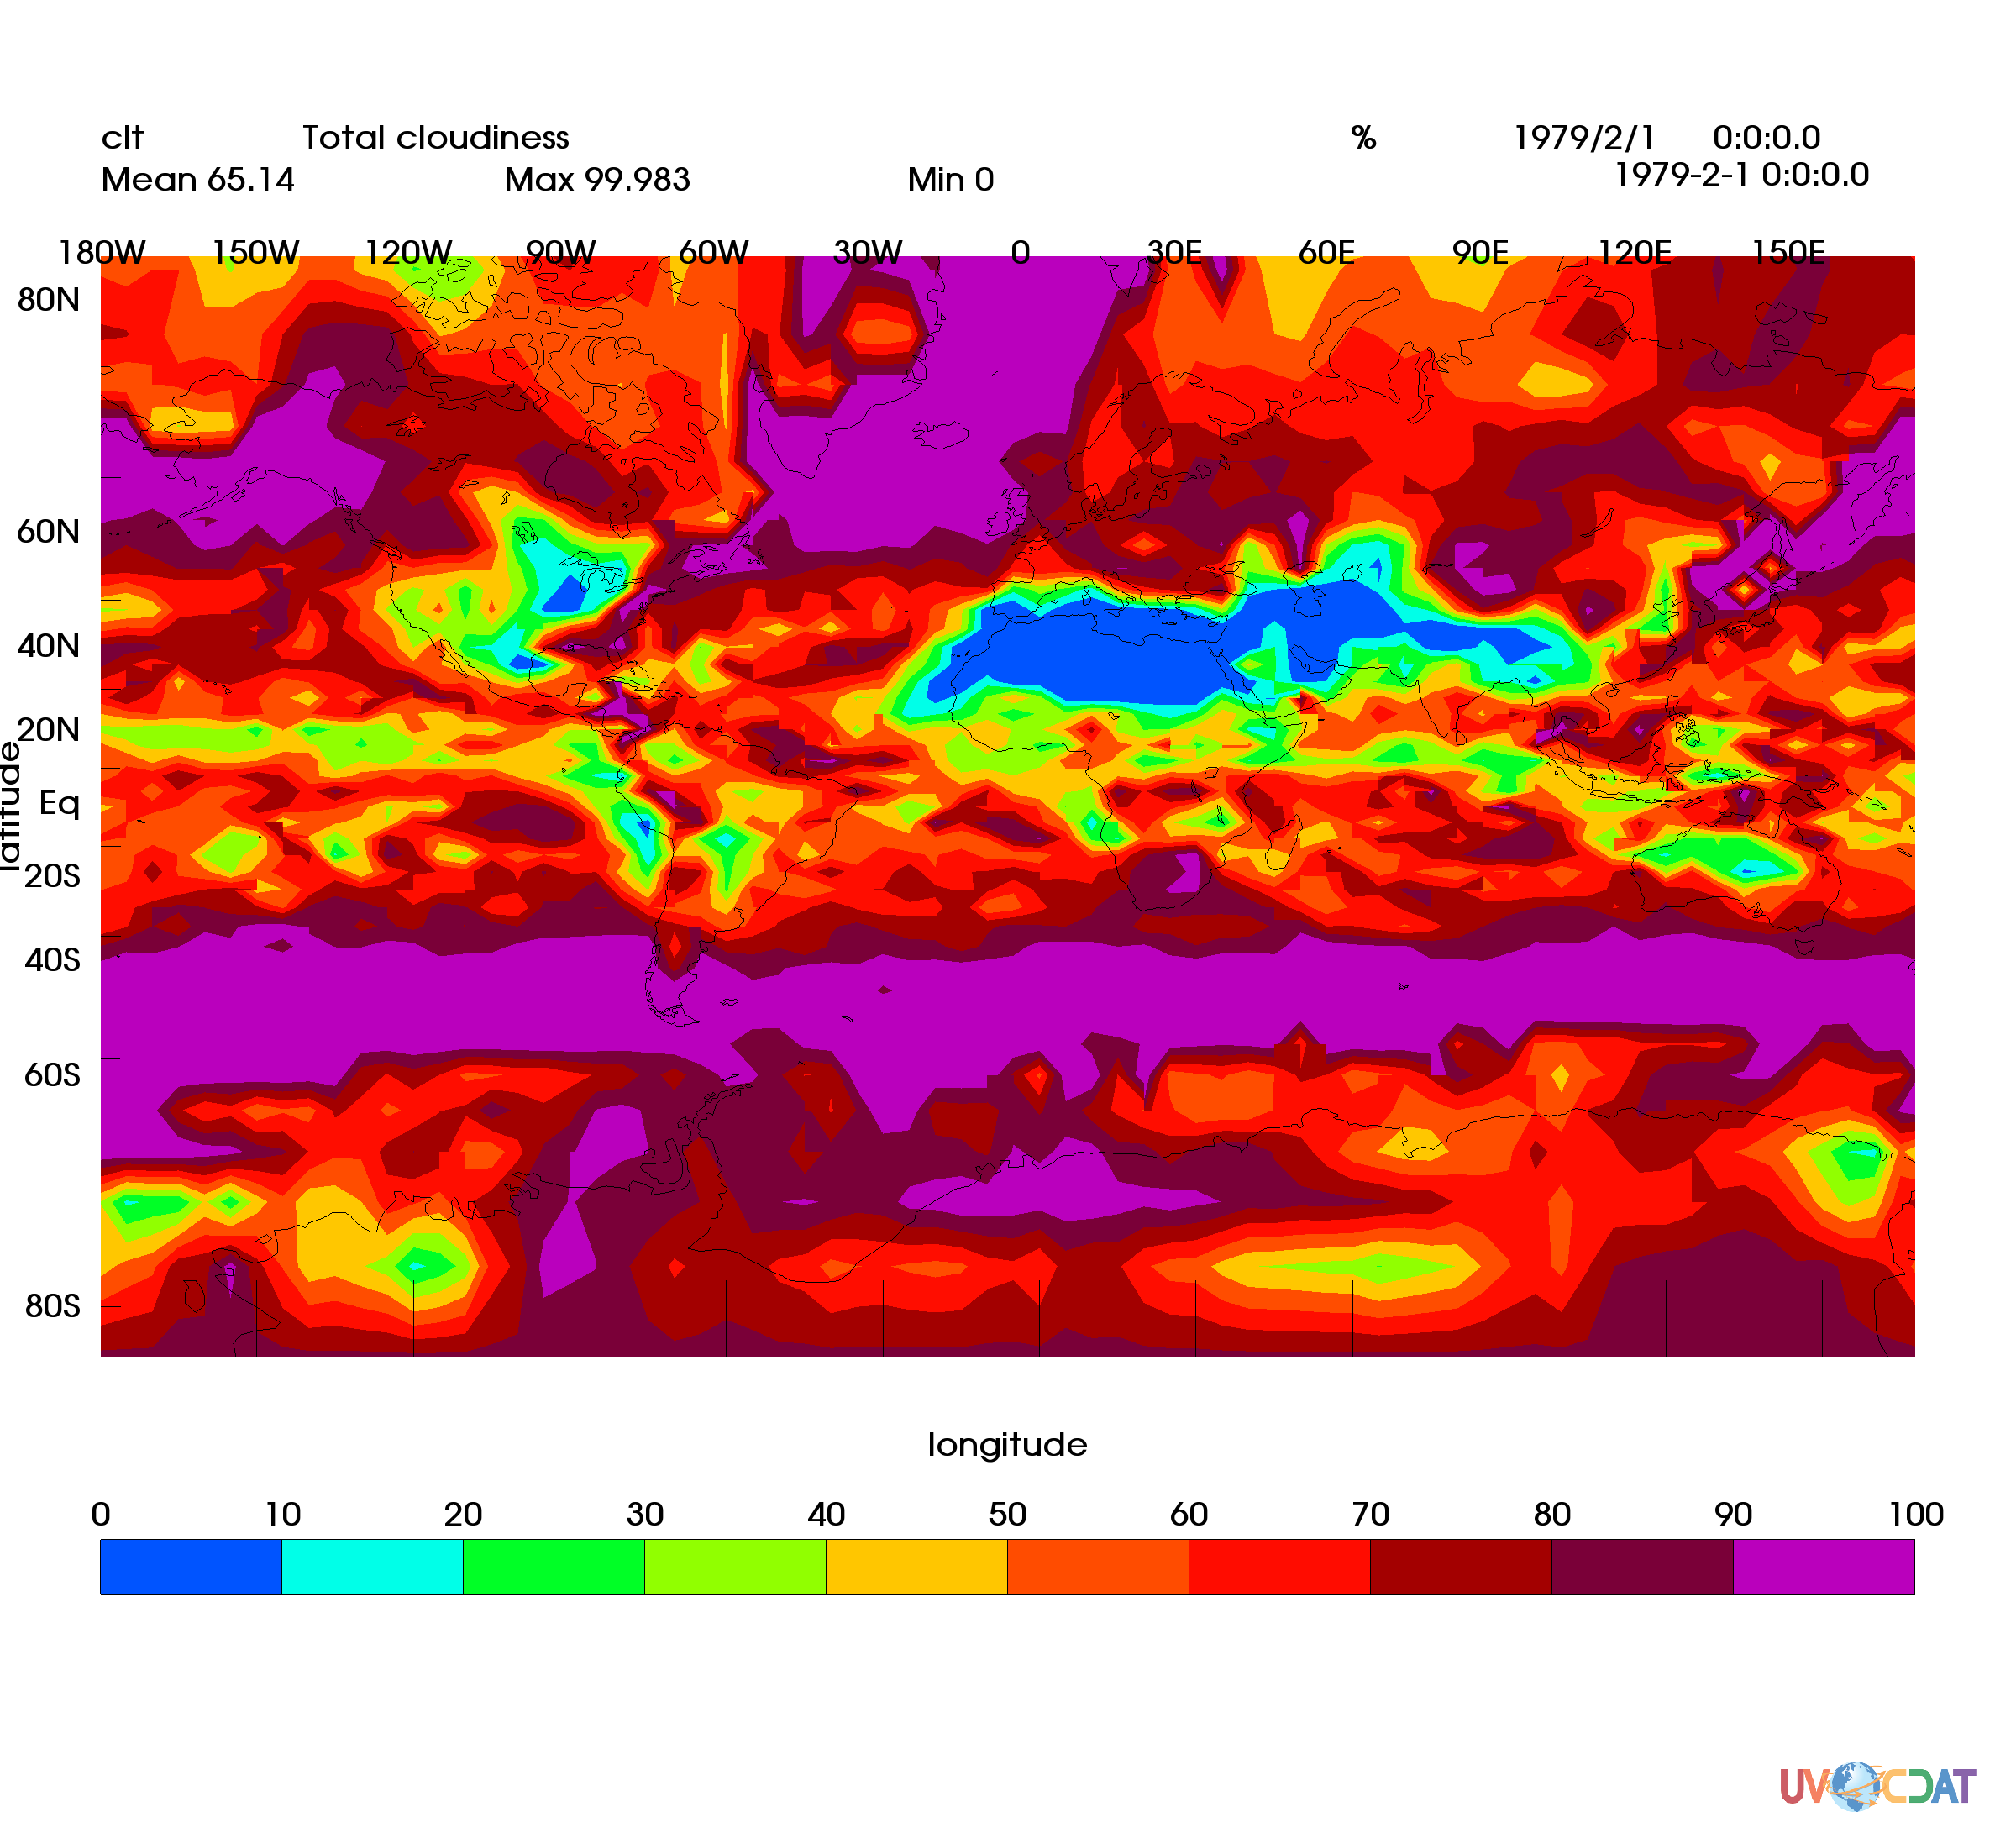 clt Total cloudiness % 1979/2/1 0:0:0.0
Mean 65.14 Max 99.983 Min 0 1979-2-1 0:0:0.0
180W 150W 120W 90W 60W 30W 0 30E 60E 90E 120E 150E
80N
60N
40N
20N
Eq
20S
40S
60S
80S
latitude
longitude
0 10 20 30 40 50 60 70 80 90 100
UV CDAT